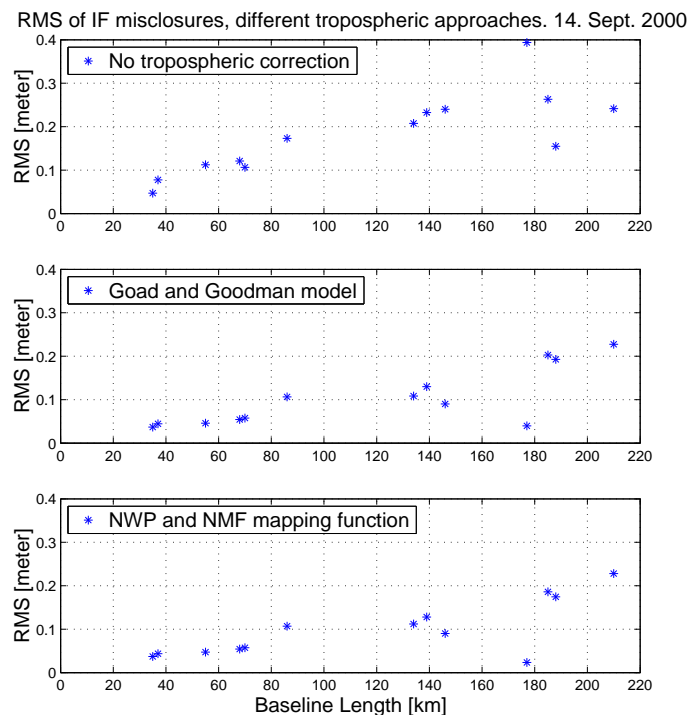 RMS of IF misclosures, different tropospheric approaches. 14. Sept. 2000
0.4
No tropospheric correction
0.3
0.2
0.1
0
RMS [meter]
0 20 40 60 80 100 120 140 160 180 200 220
0.4
Goad and Goodman model
0.3
0.2
0.1
0
RMS [meter]
0 20 40 60 80 100 120 140 160 180 200 220
0.4
NWP and NMF mapping function
0.3
0.2
0.1
0
RMS [meter]
0 20 40 60 80 100 120 140 160 180 200 220
Baseline Length [km]